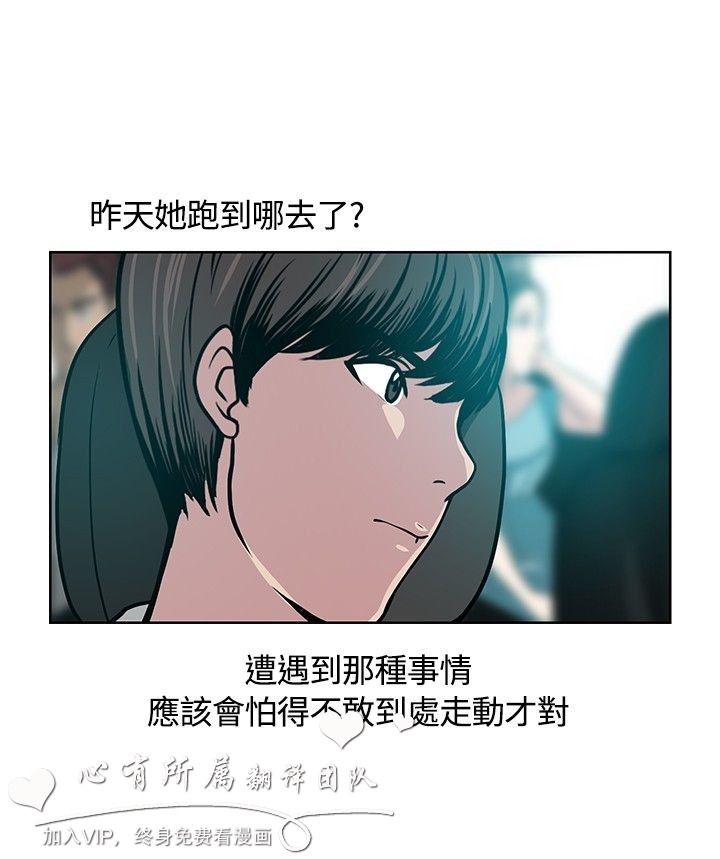 昨天她跑到哪去了?
遭遇到那種事情
應該會怕得不敢到處走動才對
心有所属翻译团队
加入VIP，终身免费看漫画